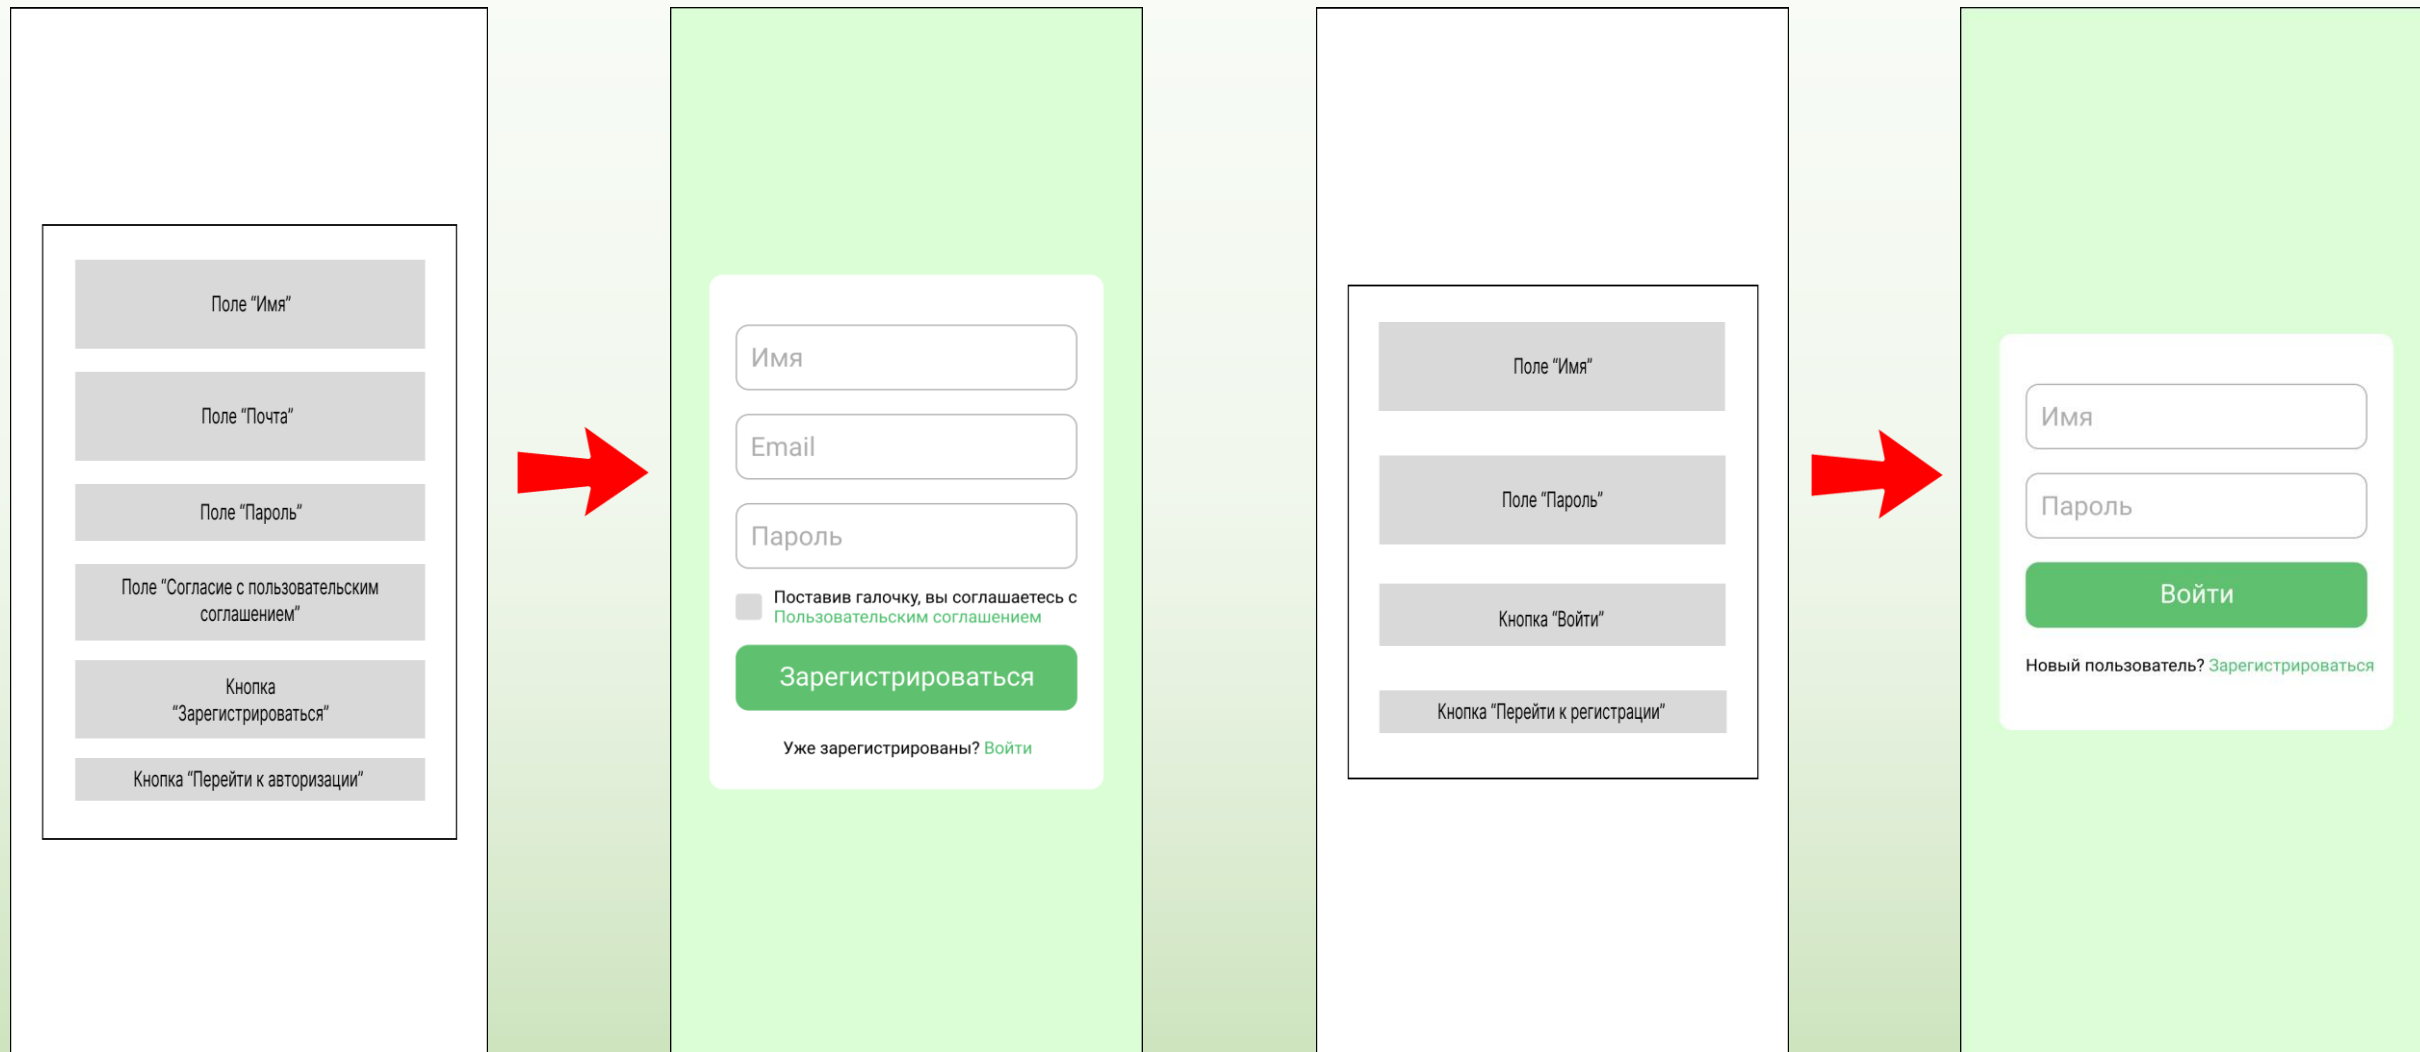 Поле “Имя”
Поле “Почта”
Поле “Пароль”
Поле “Согласие с пользовательским
соглашением”
Кнопка
“Зарегистрироваться”
Кнопка “Перейти к авторизации”
Имя
Email
Пароль
Поставив галочку, вы соглашаетесь с
Пользовательским соглашением
Зарегистрироваться
Уже зарегистрированы? Войти
Поле “Имя”
Поле “Пароль”
Кнопка “Войти”
Кнопка “Перейти к регистрации”
Имя
Пароль
Войти
Новый пользователь? Зарегистрироваться